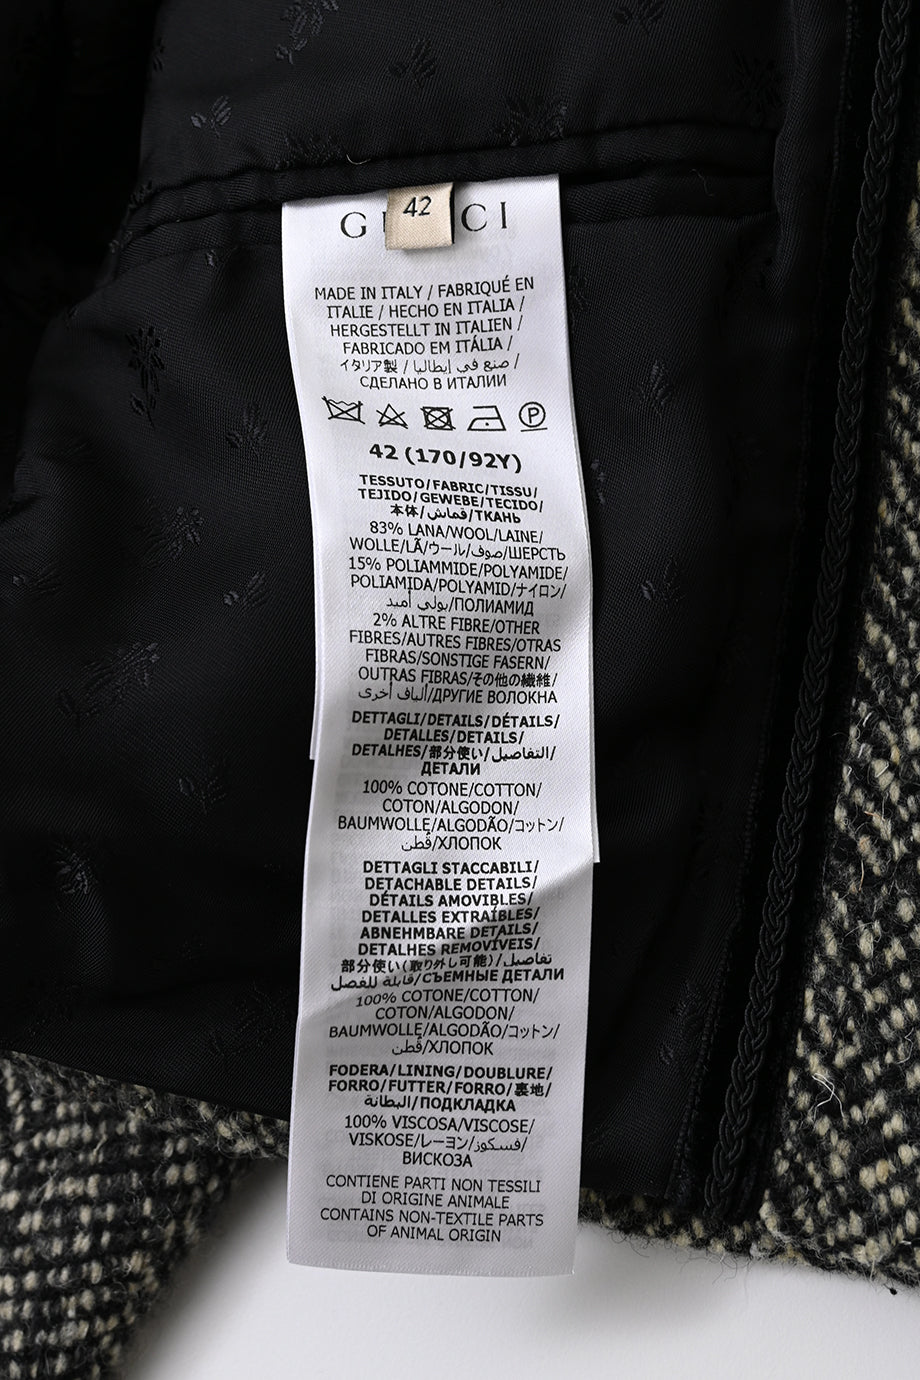 42
G CI
MADE IN ITALY / FABRIQUÉ EN
ITALIE / HECHO EN ITALIA /
HERGESTELLT IN ITALIEN /
FABRICADO EM ITÁLIA /
イタリア製 / صنع في إيطاليا /
СДЕЛАНО В ИТАЛИИ
P
42 (170/92Y)
TESSUTO/FABRIC/TISSU/
TEJIDO/GEWEBE/TECIDO/
本体/قماش/ТКАНЬ
83% LANA/WOOL/LAINE/
WOLLE/LÃ/ウール/صوف/ШЕРСТЬ
15% POLIAMMIDE/POLYAMIDE/
POLIAMIDA/POLYAMID/ナイロン/
بولي أميد/ПОЛИАМИД
2% ALTRE FIBRE/OTHER
FIBRES/AUTRES FIBRES/OTRAS
FIBRAS/SONSTIGE FASERN/
OUTRAS FIBRAS/その他の繊維/
ألياف أخرى/ДРУГИЕ ВОЛОКНА
DETTAGLI/DETAILS/DÉTAILS/
DETALLES/DETAILS/
DETALHES/部分使い/التفاصيل/
ДЕТАЛИ
100% COTONE/COTTON/
COTON/ALGODON/
BAUMWOLLE/ALGODÃO/コットン/
قطن/ХЛОПОК
DETTAGLI STACCABILI/
DETACHABLE DETAILS/
DÉTAILS AMOVIBLES/
DETALLES EXTRAÍBLES/
ABNEHMBARE DETAILS/
DETALHES REMOVÍVEIS/
部分使い(取り外し可能)/تفاصيل
قابلة للفصل/СЪЕМНЫЕ ДЕТАЛИ
100% COTONE/COTTON/
COTON/ALGODON/
BAUMWOLLE/ALGODÃO/コットン/
قطن/ХЛОПОК
FODERA/LINING/DOUBLURE/
FORRO/FUTTER/FORRO/裏地/
البطانة/ПОДКЛАДКА
100% VISCOSA/VISCOSE/
VISKOSE/レーヨン/فسكوز/
ВИСКОЗА
CONTIENE PARTI NON TESSILI
DI ORIGINE ANIMALE
CONTAINS NON-TEXTILE PARTS
OF ANIMAL ORIGIN